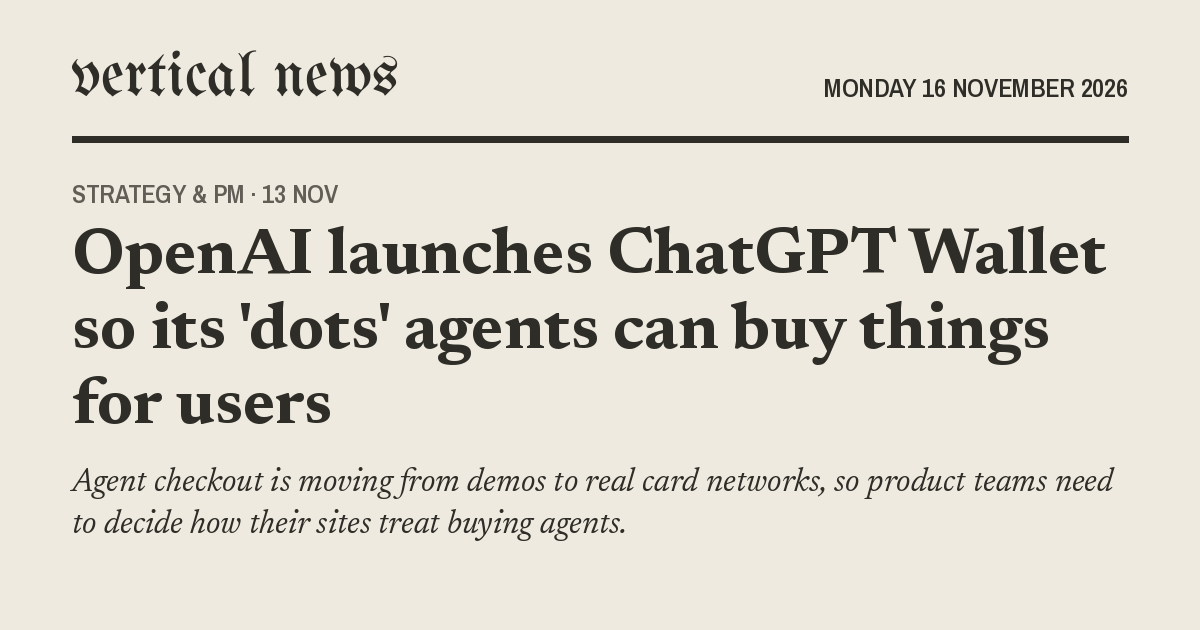 vertical news
MONDAY 16 NOVEMBER 2026
STRATEGY & PM · 13 NOV
OpenAI launches ChatGPT Wallet
so its 'dots' agents can buy things
for users
Agent checkout is moving from demos to real card networks, so product teams need
to decide how their sites treat buying agents.